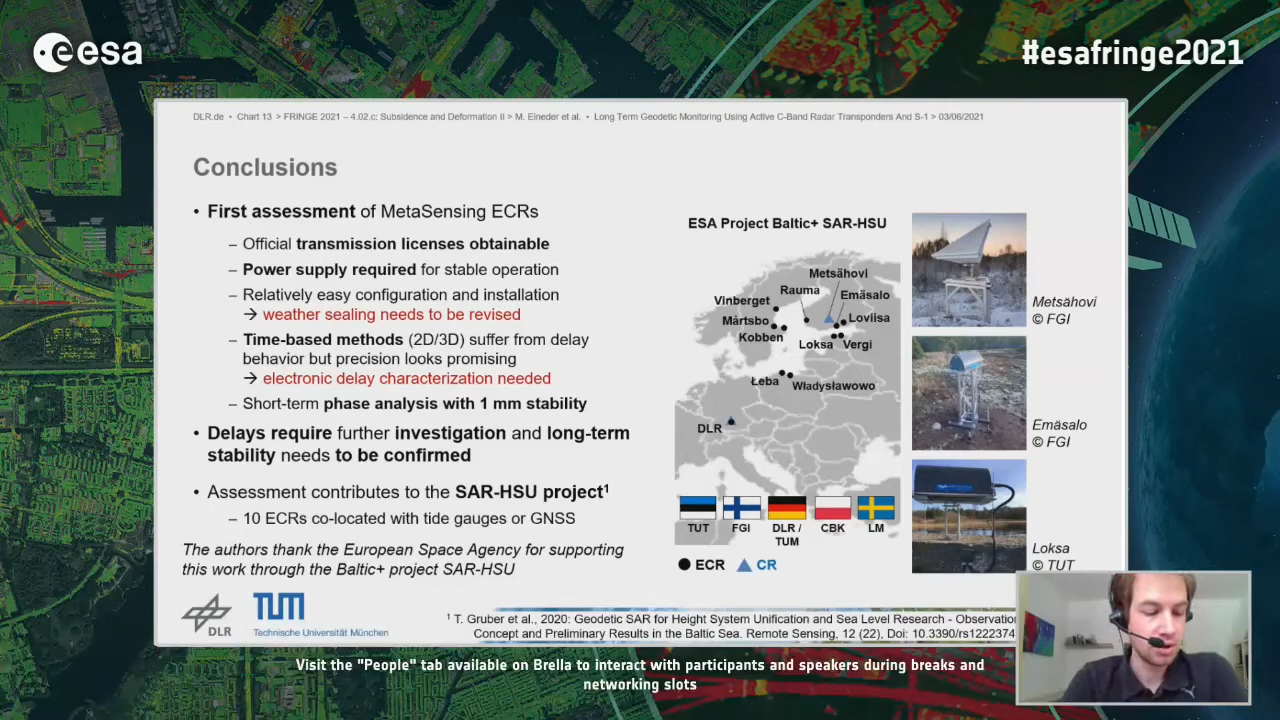 esa
#esafringe2021
DLR.de • Chart 13 > FRINGE 2021 – 4.02.c: Subsidence and Deformation II > M. Eineder et al. • Long Term Geodetic Monitoring Using Active C-Band Radar Transponders And S-1 > 03/06/2021
Conclusions
• First assessment of MetaSensing ECRs
– Official transmission licenses obtainable
– Power supply required for stable operation
– Relatively easy configuration and installation
→ weather sealing needs to be revised
– Time-based methods (2D/3D) suffer from delay
behavior but precision looks promising
→ electronic delay characterization needed
– Short-term phase analysis with 1 mm stability
• Delays require further investigation and long-term
stability needs to be confirmed
• Assessment contributes to the SAR-HSU project¹
– 10 ECRs co-located with tide gauges or GNSS
The authors thank the European Space Agency for supporting
this work through the Baltic+ project SAR-HSU
ESA Project Baltic+ SAR-HSU
Metsähovi
Rauma
Emäsalo
Vinberget
Mårtsbo
Loviisa
Kobben
Loksa
Vergi
Łeba
Władysławowo
DLR
TUT
FGI
DLR /
TUM
CBK
LM
ECR
CR
Metsähovi
© FGI
Emäsalo
© FGI
Loksa
© TUT
DLR
TUM
Technische Universität München
¹ T. Gruber et al., 2020: Geodetic SAR for Height System Unification and Sea Level Research - Observation
Concept and Preliminary Results in the Baltic Sea. Remote Sensing, 12 (22), Doi: 10.3390/rs1222374
Visit the "People" tab available on Brella to interact with participants and speakers during breaks and
networking slots